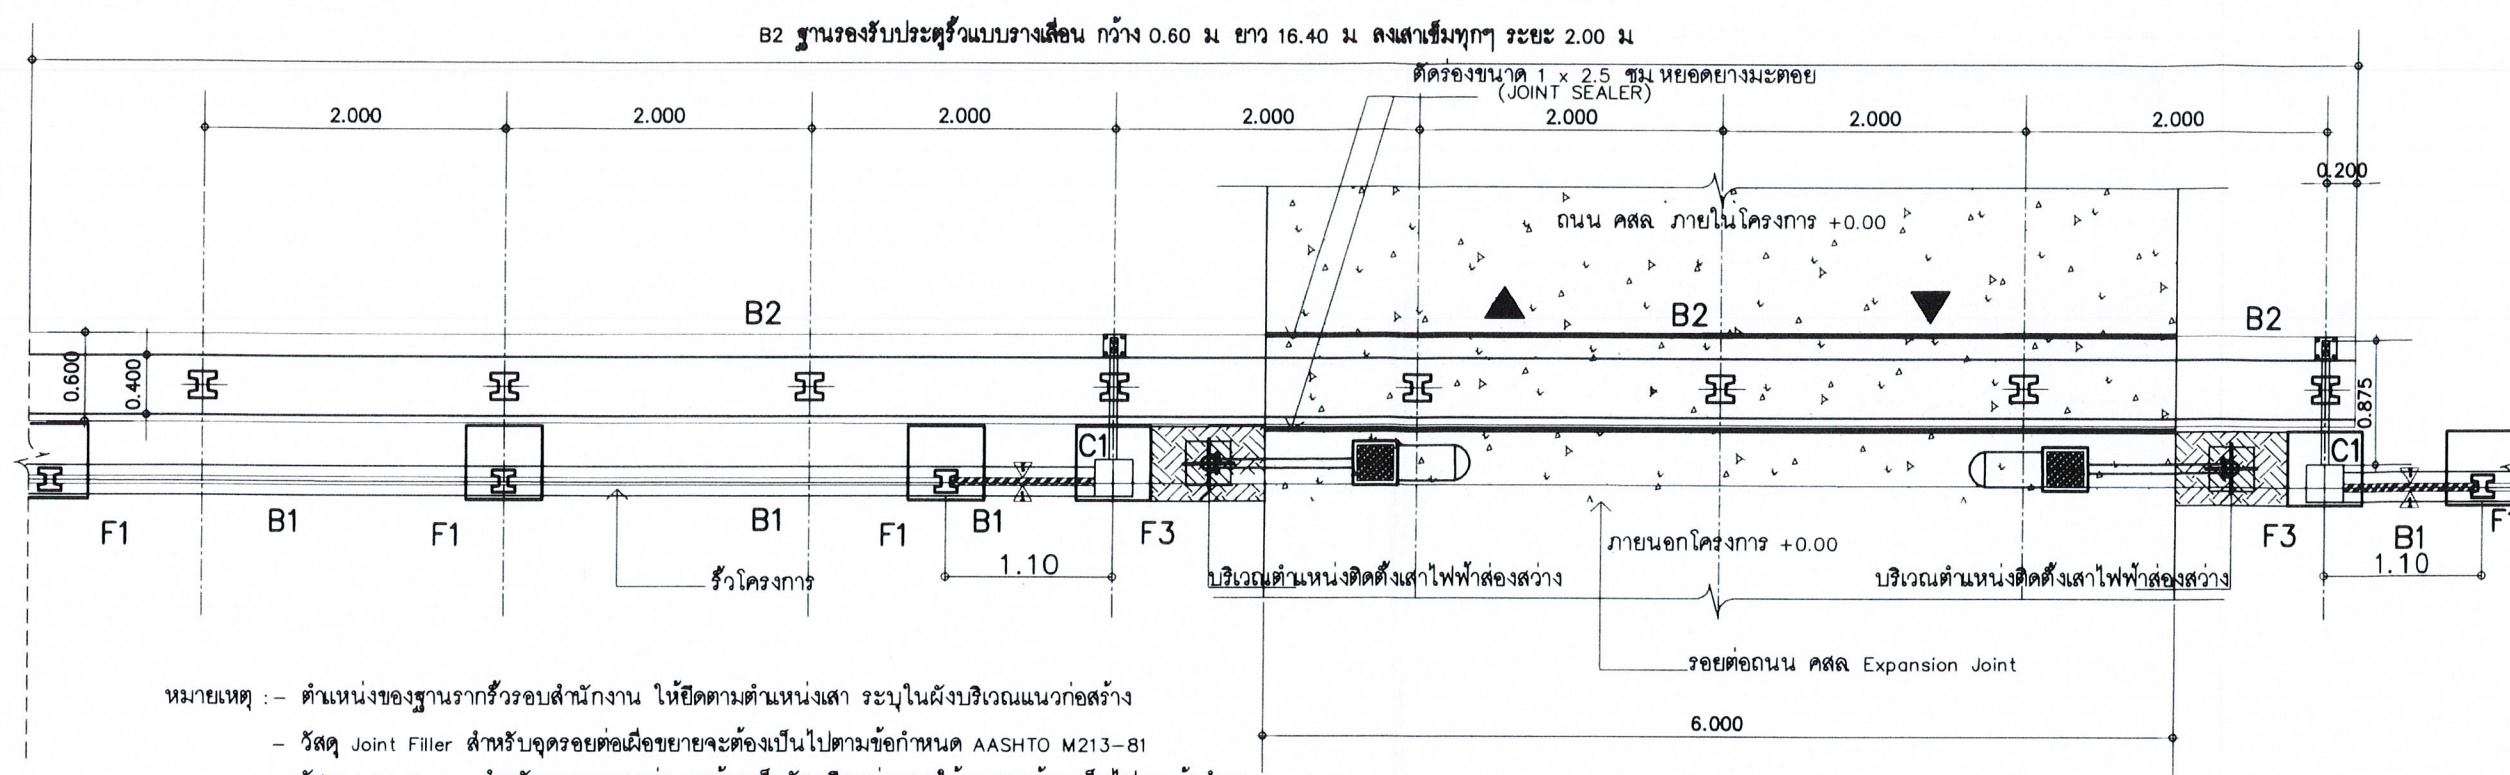 B2 ฐานรองรับประตูรั้วแบบรางเลื่อน กว้าง 0.60 ม ยาว 16.40 ม ลงเสาเข็มทุกๆ ระยะ 2.00 ม
ตัดร่องขนาด 1 x 2.5 ซม หยอดยางมะตอย
(JOINT SEALER)
2.000 2.000 2.000 2.000 2.000 2.000 2.000
0.200
ถนน คสล ภายในโครงการ +0.00
B2 B2 B2
0.600 0.400 0.875
C1 C1
F1 B1 F1 B1 F1 B1 F3 F3 B1
ภายนอกโครงการ +0.00
1.10 1.10
รั้วโครงการ บริเวณตำแหน่งติดตั้งเสาไฟฟ้าส่องสว่าง บริเวณตำแหน่งติดตั้งเสาไฟฟ้าส่องสว่าง
รอยต่อถนน คสล Expansion Joint
หมายเหตุ :- ตำแหน่งของฐานรากรั้วรอบสำนักงาน ให้ยึดตามตำแหน่งเสา ระบุในผังบริเวณแนวก่อสร้าง
6.000
- วัสดุ Joint Filler สำหรับอุดรอยต่อเผื่อขยายจะต้องเป็นไปตามข้อกำหนด AASHTO M213-81